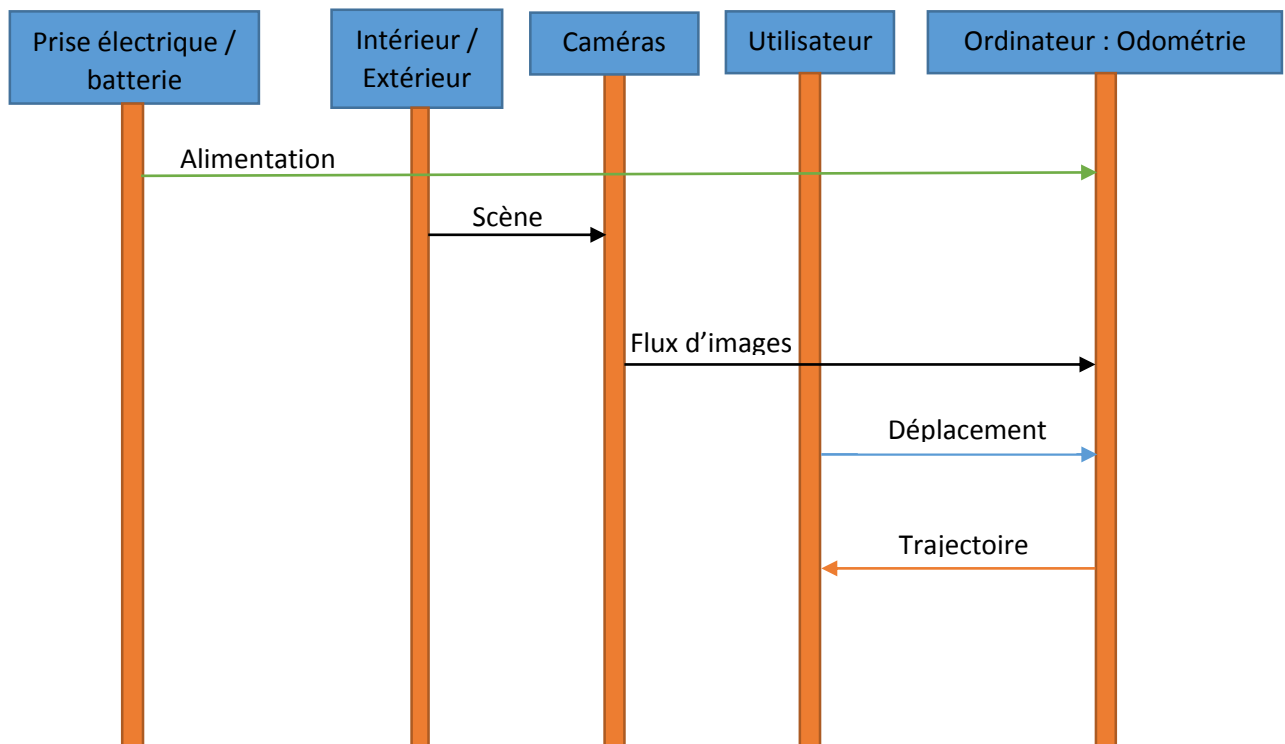 Prise électrique /
batterie
Intérieur /
Extérieur
Caméras
Utilisateur
Ordinateur : Odométrie
Alimentation
Scène
Flux d’images
Déplacement
Trajectoire